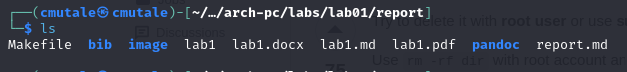 ┌──(cmutale㉿cmutale)-[~/…/arch-pc/labs/lab01/report]
└─$ ls
Makefile bib image lab1 lab1.docx lab1.md lab1.pdf pandoc report.md